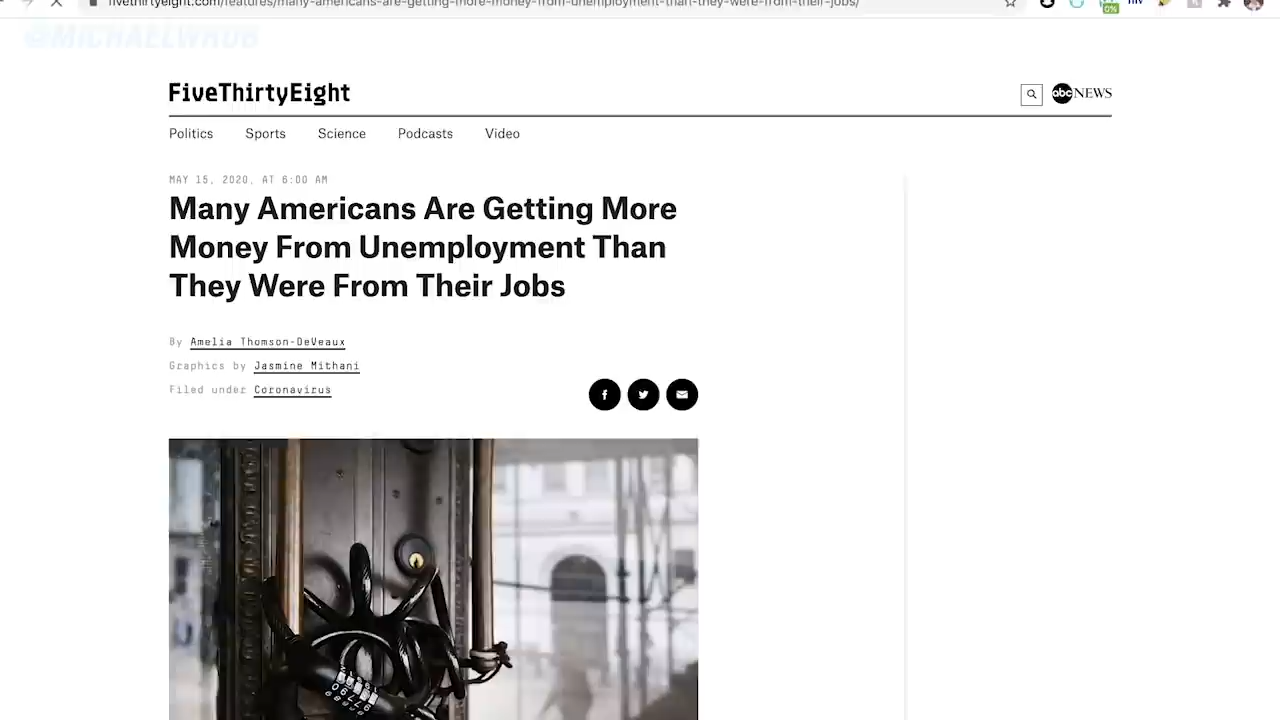 fivethirtyeight.com/features/many-americans-are-getting-more-money-from-unemployment-than-they-were-from-their-jobs/
0%
@MICHAELWRUB
FiveThirtyEight
abc NEWS
Politics Sports Science Podcasts Video
MAY 15, 2020, AT 6:00 AM
Many Americans Are Getting More
Money From Unemployment Than
They Were From Their Jobs
By Amelia Thomson-DeVeaux
Graphics by Jasmine Mithani
Filed under Coronavirus